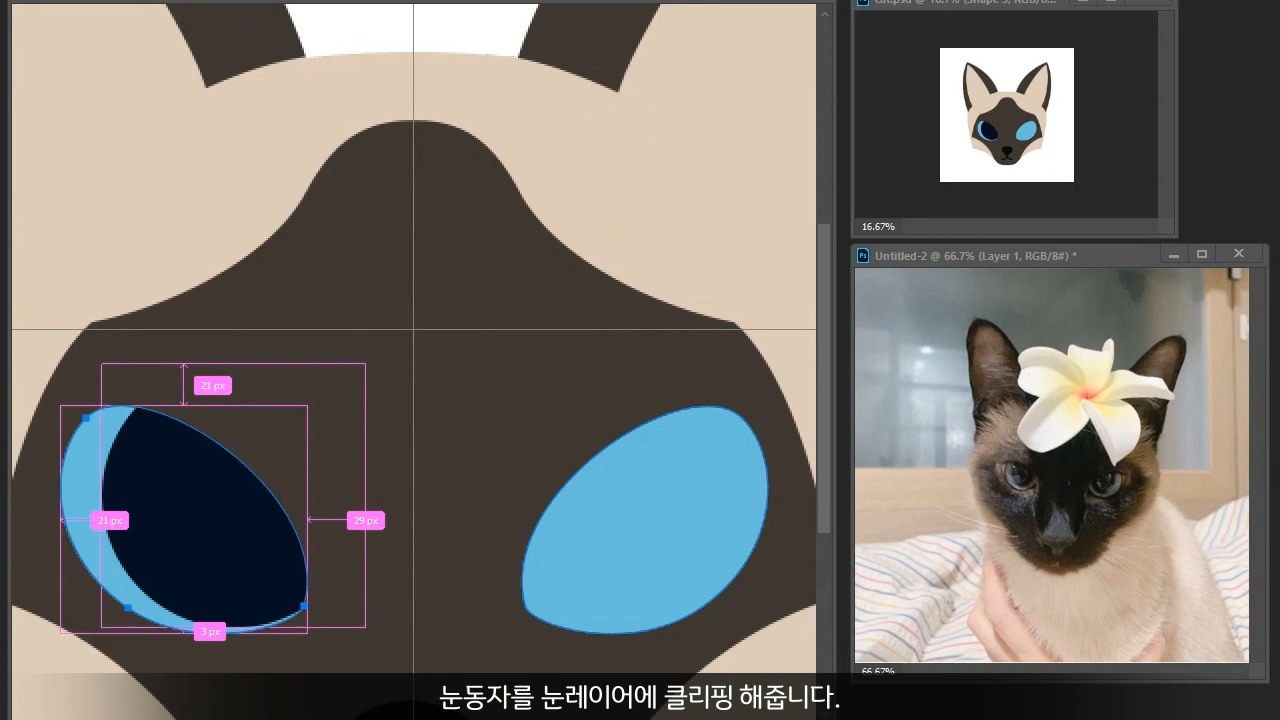 cat.psd @ 16.7% (Shape 3, RGB/8...
16.67%
Ps Untitled-2 @ 66.7% (Layer 1, RGB/8#) *
21 px
21 px
29 px
3 px
66.67%
눈동자를 눈레이어에 클리핑 해줍니다.